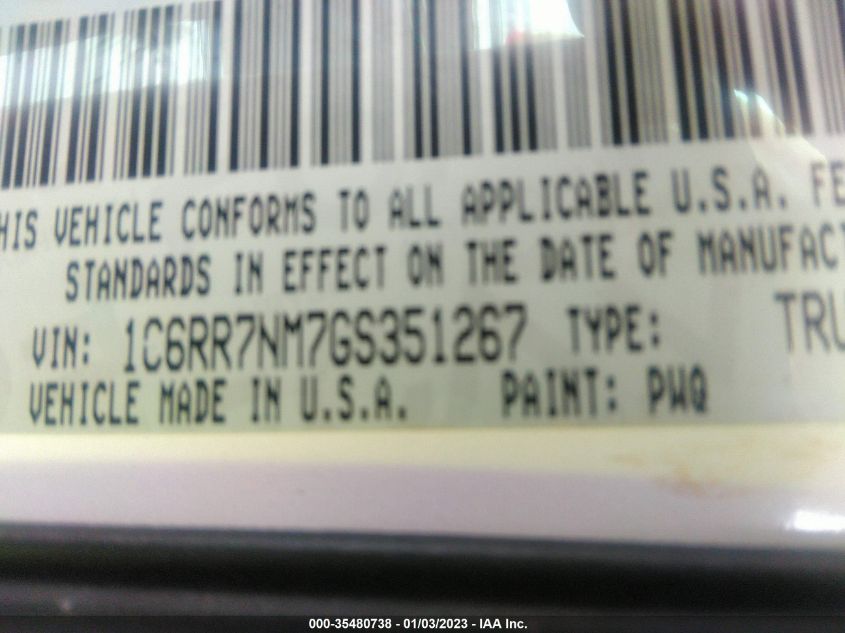 HIS VEHICLE CONFORMS TO ALL APPLICABLE U.S.A. FE
STANDARDS IN EFFECT ON THE DATE OF MANUFACT
VIN: 1C6RR7NM7GS351267 TYPE: TRU
VEHICLE MADE IN U.S.A. PAINT: PWQ
000-35480738 - 01/03/2023 - IAA Inc.